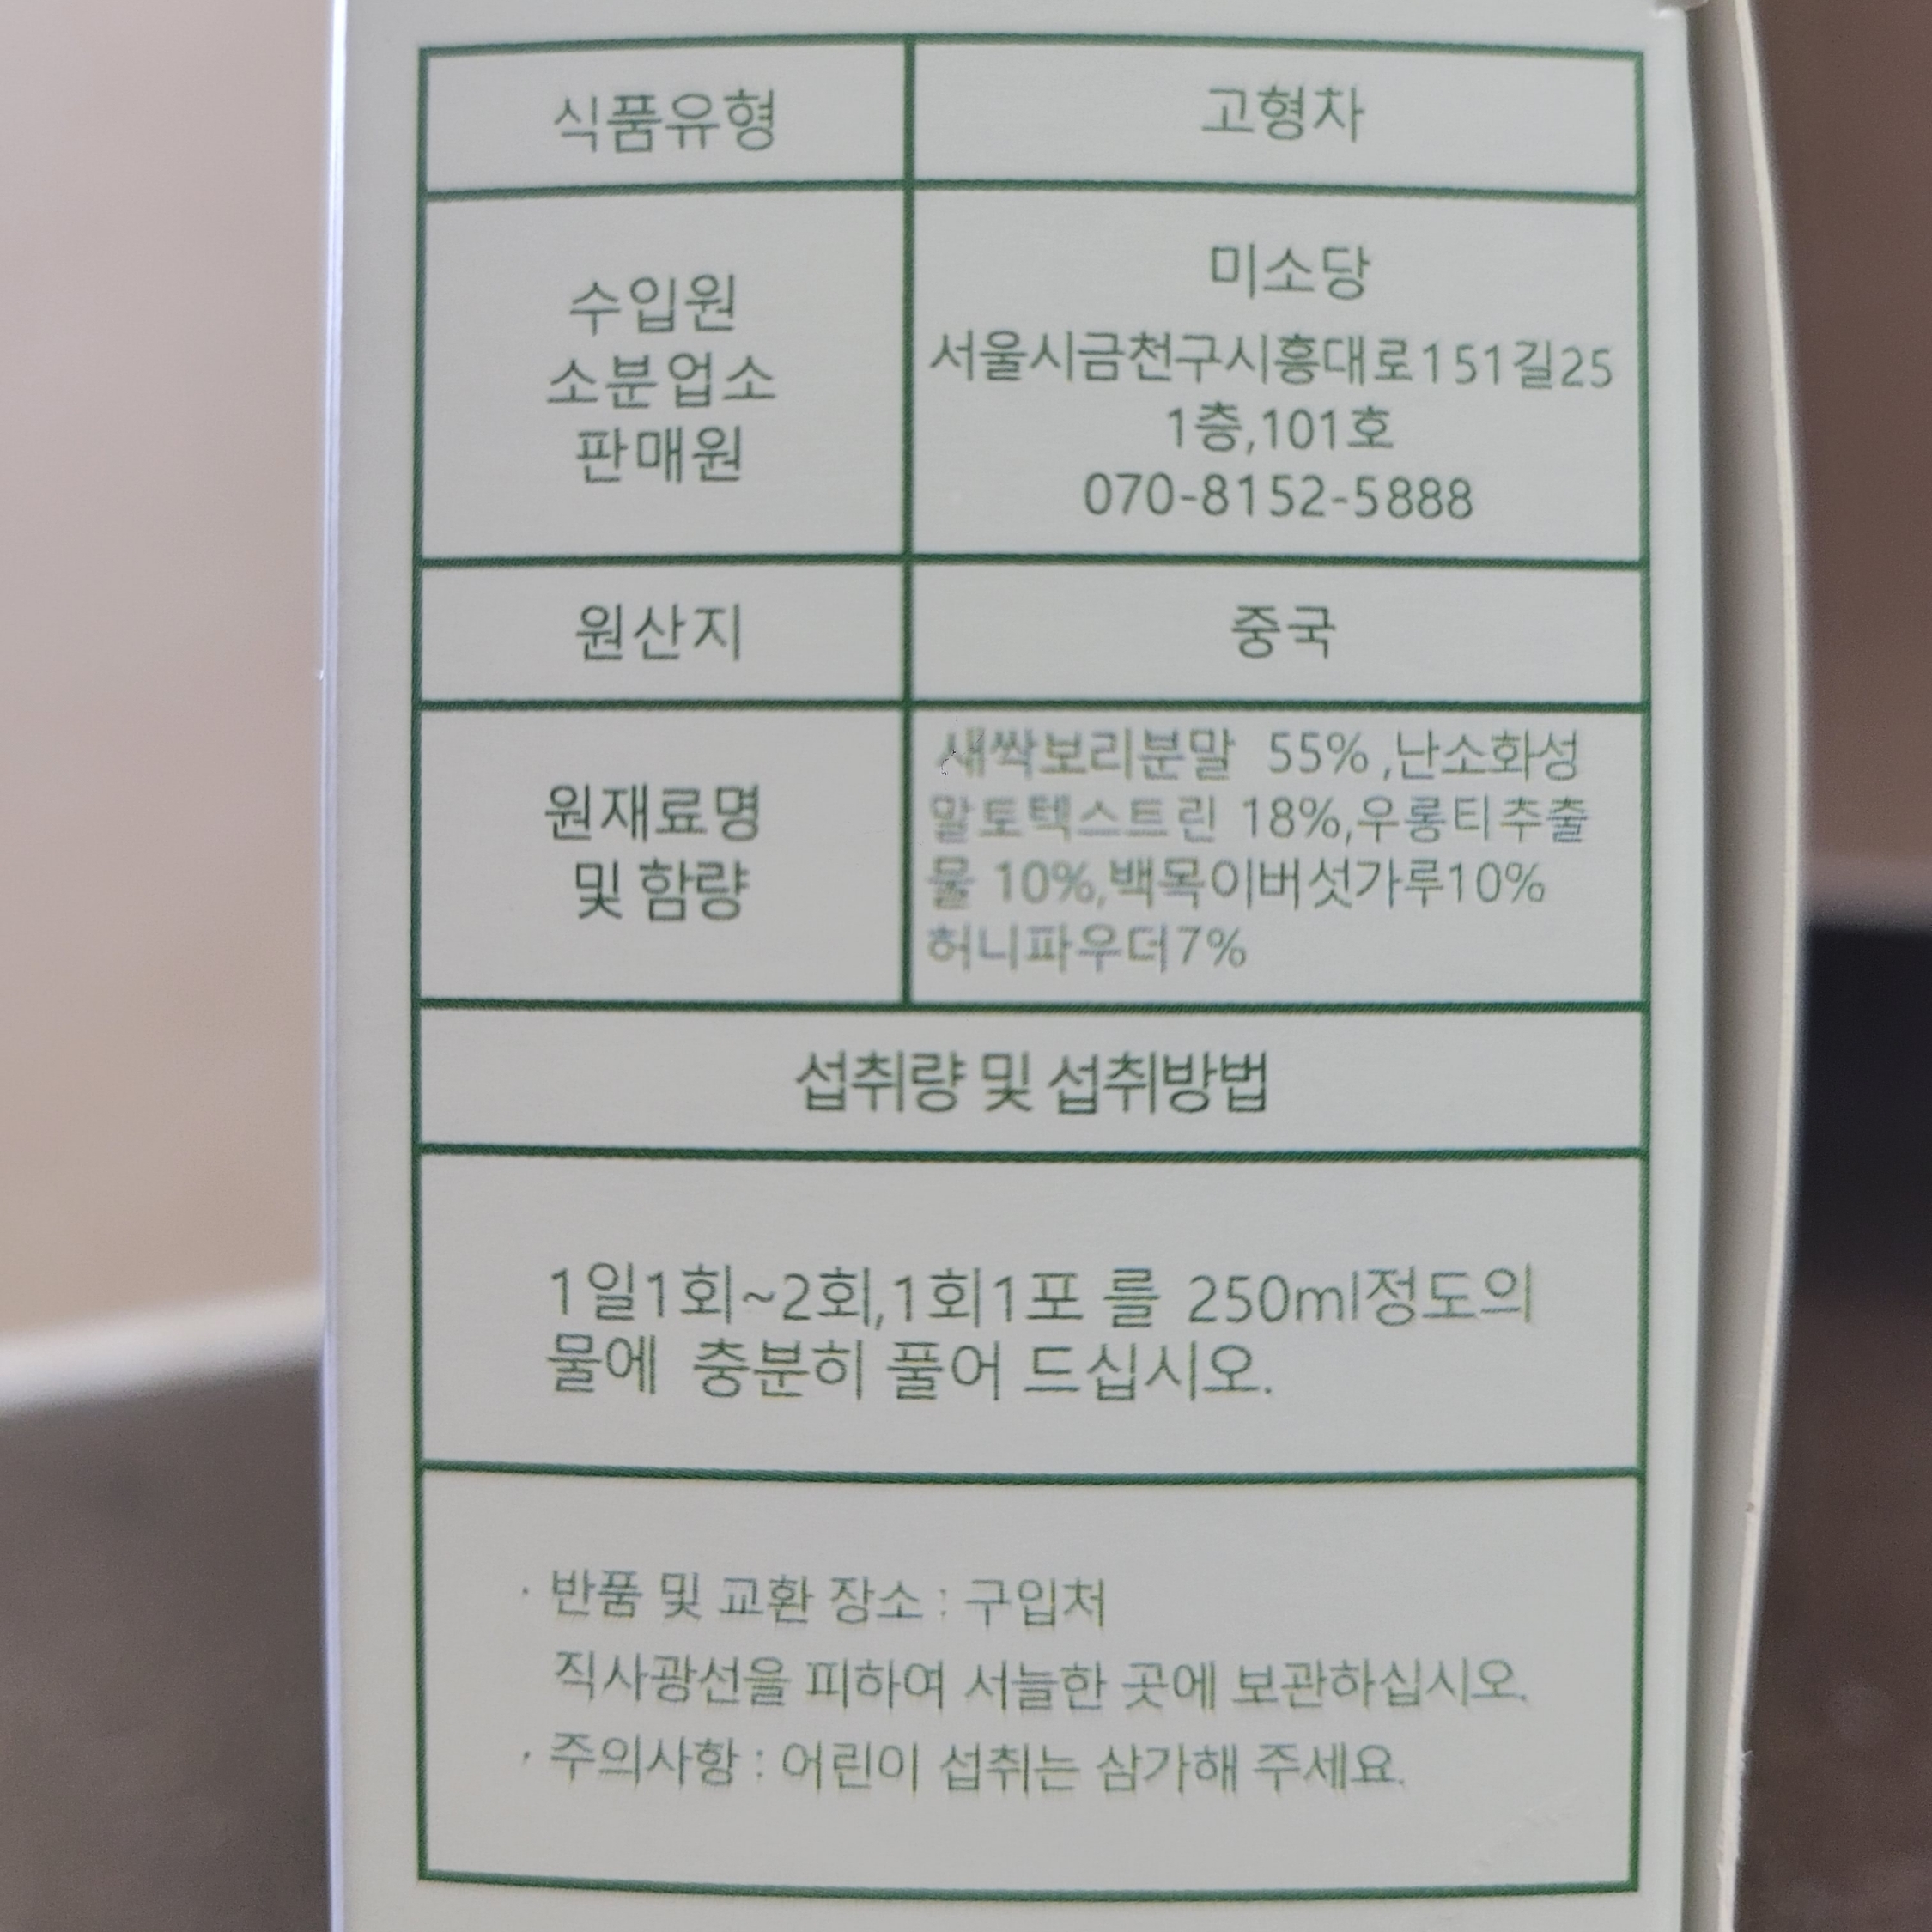 식품유형
고형차
수입원
소분업소
판매원
미소당
서울시금천구시흥대로151길25
1층,101호
070-8152-5888
원산지
중국
원재료명
및 함량
새싹보리분말 55% ,난소화성
말토텍스트린 18%,우롱티추출
물 10%,백목이버섯가루10%
허니파우더7%
섭취량 및 섭취방법
1일1회~2회,1회1포 를 250ml정도의
물에 충분히 풀어 드십시오.
· 반품 및 교환 장소 : 구입처
직사광선을 피하여 서늘한 곳에 보관하십시오.
· 주의사항 : 어린이 섭취는 삼가해 주세요.